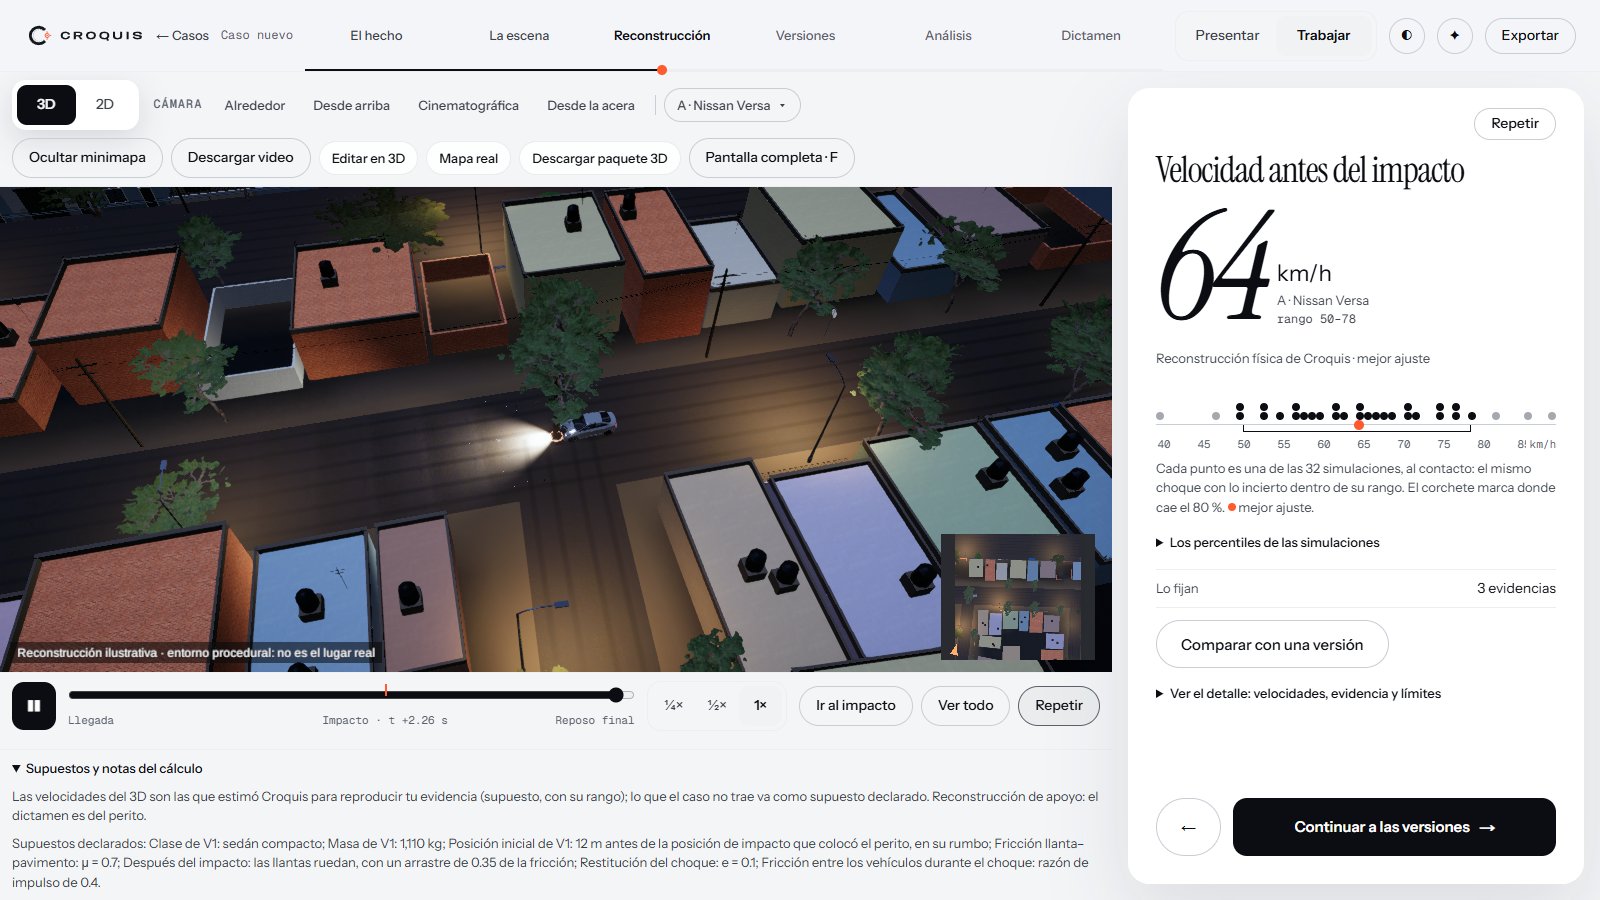 CROQUIS ← Casos Caso nuevo El hecho La escena Reconstrucción Versiones Análisis Dictamen Presentar Trabajar Exportar
3D 2D CÁMARA Alrededor Desde arriba Cinematográfica Desde la acera A · Nissan Versa
Ocultar minimapa Descargar video Editar en 3D Mapa real Descargar paquete 3D Pantalla completa · F
Reconstrucción ilustrativa · entorno procedural: no es el lugar real
Llegada Impacto · t +2.26 s Reposo final
¼× ½× 1× Ir al impacto Ver todo Repetir
Supuestos y notas del cálculo
Las velocidades del 3D son las que estimó Croquis para reproducir tu evidencia (supuesto, con su rango); lo que el caso no trae va como supuesto declarado. Reconstrucción de apoyo: el
dictamen es del perito.
Supuestos declarados: Clase de V1: sedán compacto; Masa de V1: 1,110 kg; Posición inicial de V1: 12 m antes de la posición de impacto que colocó el perito, en su rumbo; Fricción llanta–
pavimento: μ = 0.7; Después del impacto: las llantas ruedan, con un arrastre de 0.35 de la fricción; Restitución del choque: e = 0.1; Fricción entre los vehículos durante el choque: razón de
impulso de 0.4.
Repetir
Velocidad antes del impacto
64 km/h
A · Nissan Versa
rango 50–78
Reconstrucción física de Croquis · mejor ajuste
40 45 50 55 60 65 70 75 80 km/h
Cada punto es una de las 32 simulaciones, al contacto: el mismo
choque con lo incierto dentro de su rango. El corchete marca donde
cae el 80 %. mejor ajuste.
Los percentiles de las simulaciones
Lo fijan 3 evidencias
Comparar con una versión
Ver el detalle: velocidades, evidencia y límites
← Continuar a las versiones →